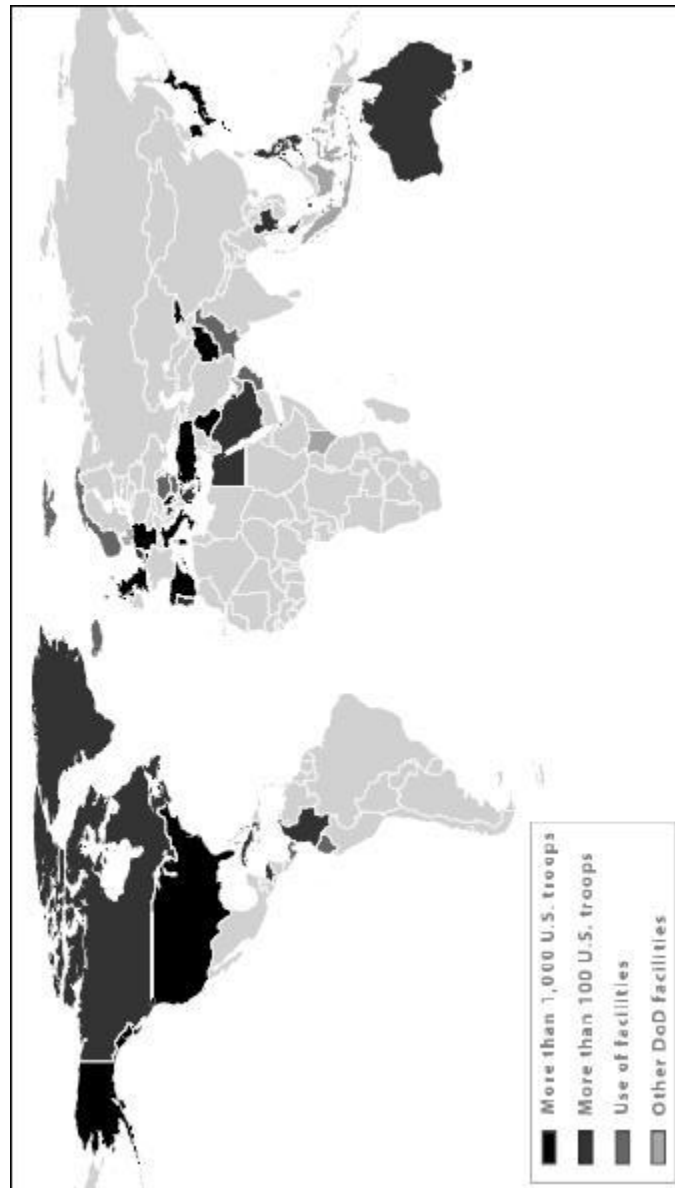 More than 1,000 U.S. troops
More than 100 U.S. troops
Use of facilities
Other DoD facilities